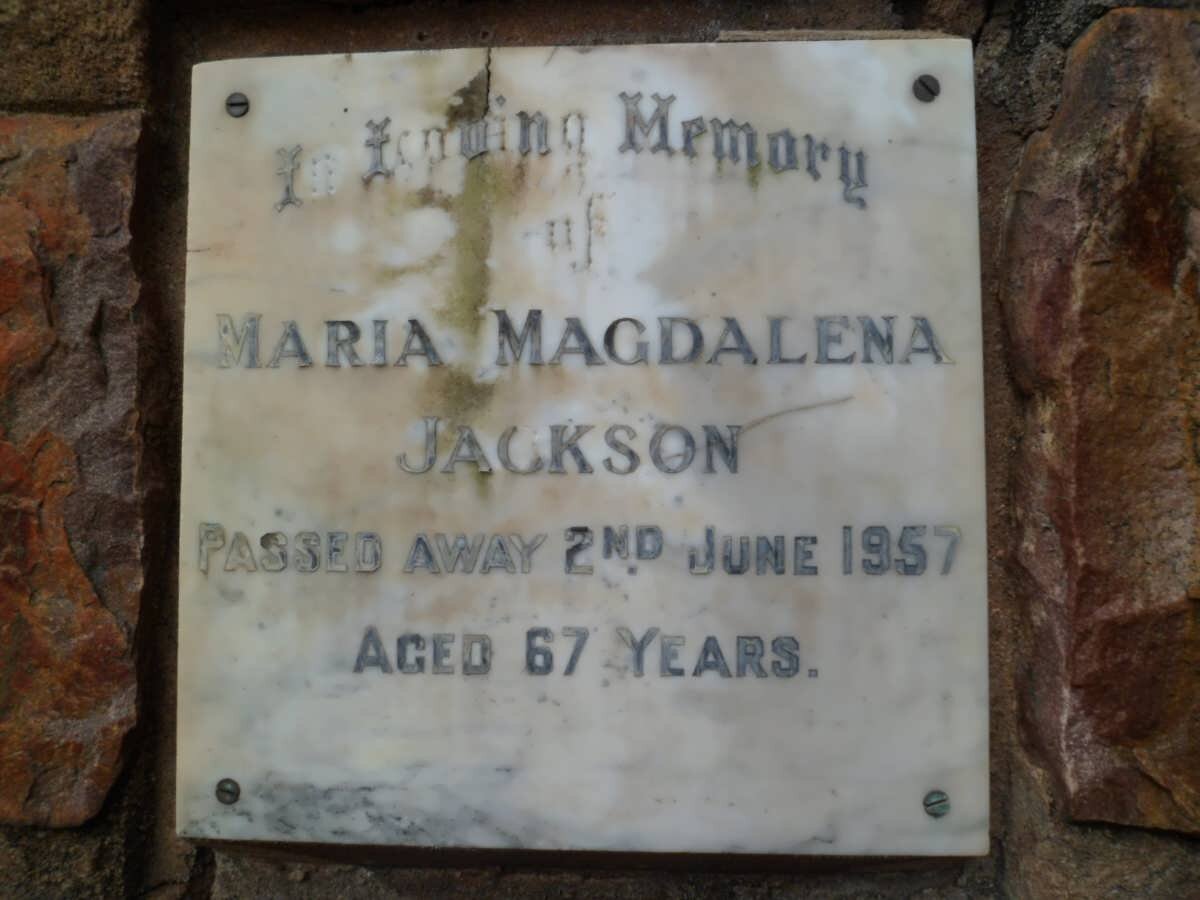 In Loving Memory
of
MARIA MAGDALENA
JACKSON
PASSED AWAY 2ND JUNE 1957
AGED 67 YEARS.